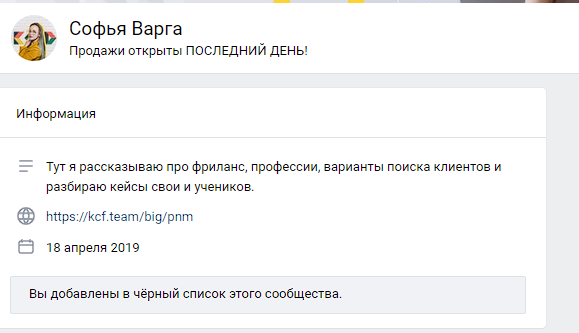 Софья Варга
Продажи открыты ПОСЛЕДНИЙ ДЕНЬ!
Информация
Тут я рассказываю про фриланс, профессии, варианты поиска клиентов и
разбираю кейсы свои и учеников.
https://kcf.team/big/pnm
18 апреля 2019
Вы добавлены в чёрный список этого сообщества.